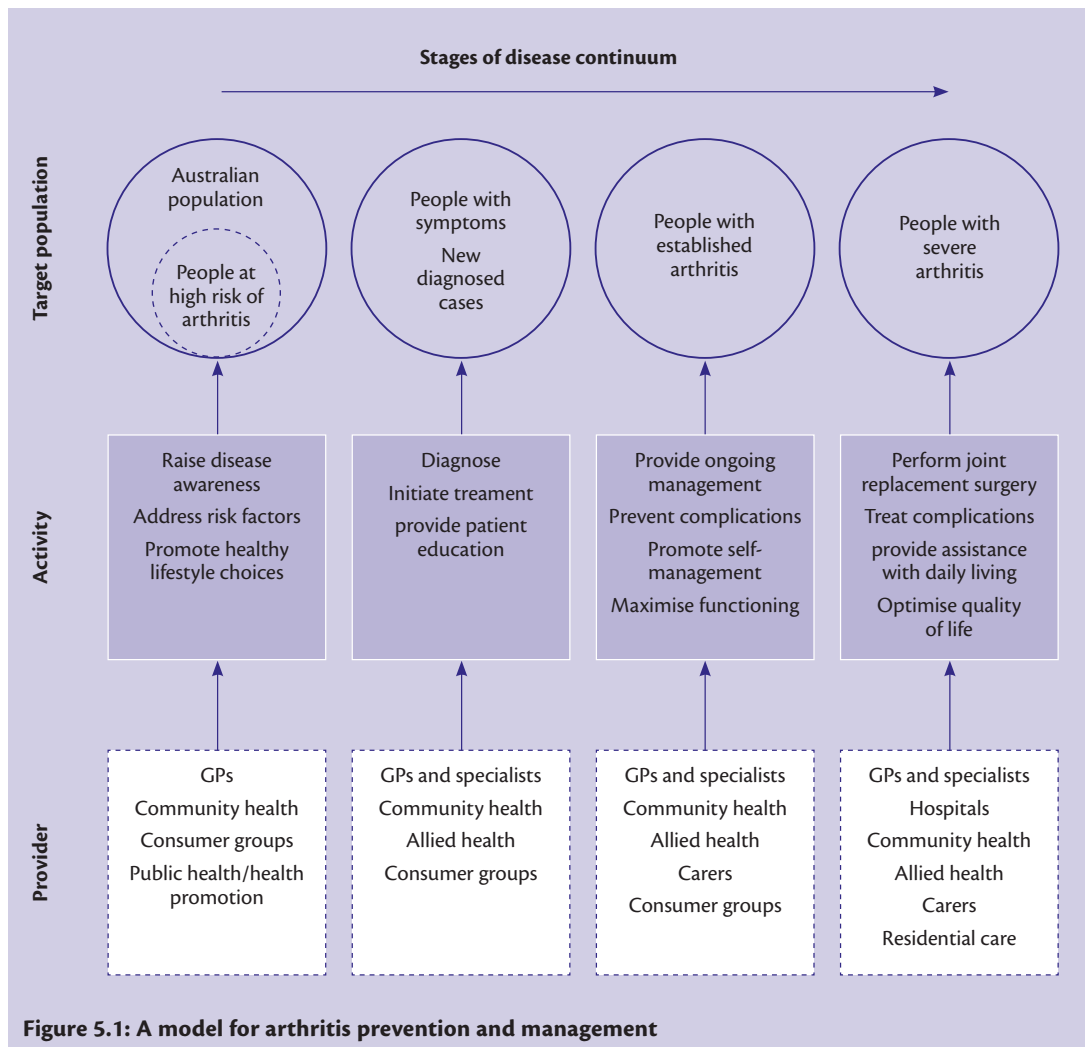 Stages of disease continuum
Target population
Australian
population
People at
high risk of
arthritis
People with
symptoms
New
diagnosed
cases
People with
established
arthritis
People with
severe
arthritis
Activity
Raise disease
awareness
Address risk factors
Promote healthy
lifestyle choices
Diagnose
Initiate treament
provide patient
education
Provide ongoing
management
Prevent complications
Promote self-
management
Maximise functioning
Perform joint
replacement surgery
Treat complications
provide assistance
with daily living
Optimise quality
of life
Provider
GPs
Community health
Consumer groups
Public health/health
promotion
GPs and specialists
Community health
Allied health
Consumer groups
GPs and specialists
Community health
Allied health
Carers
Consumer groups
GPs and specialists
Hospitals
Community health
Allied health
Carers
Residential care
Figure 5.1: A model for arthritis prevention and management